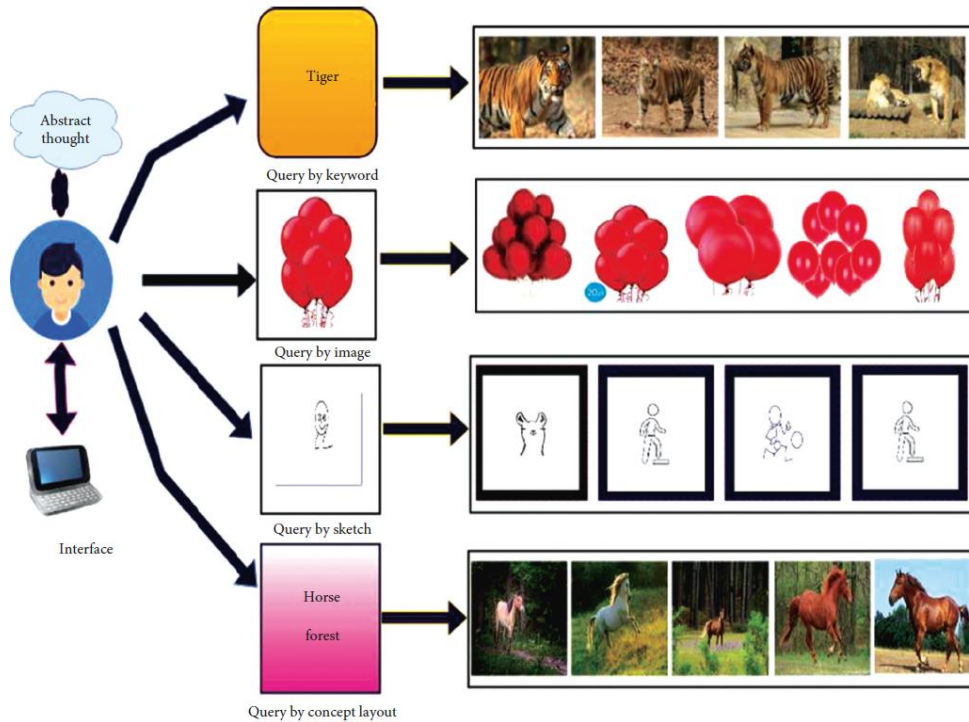 Abstract
thought
Interface
Tiger
Query by keyword
Query by image
20
Query by sketch
Horse
forest
Query by concept layout